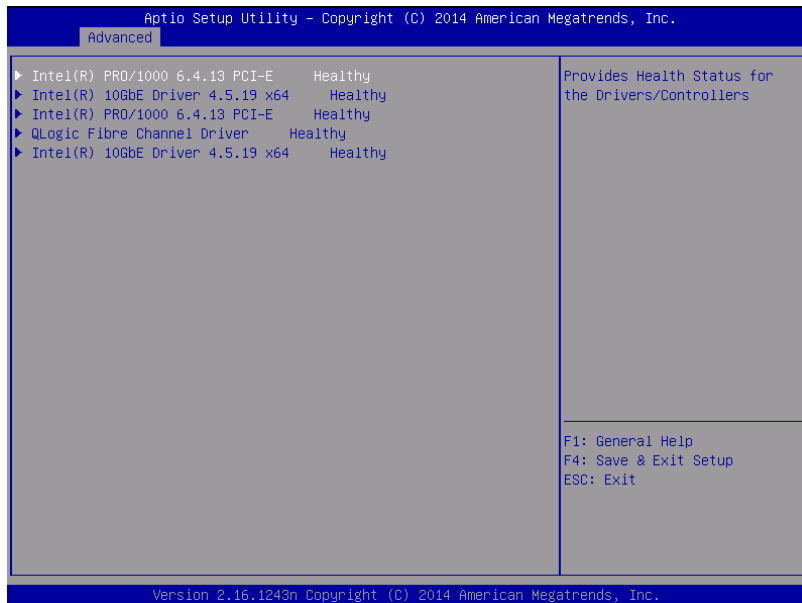 Aptio Setup Utility – Copyright (C) 2014 American Megatrends, Inc.
Advanced
Intel(R) PRO/1000 6.4.13 PCI-E Healthy
Intel(R) 10GbE Driver 4.5.19 x64 Healthy
Intel(R) PRO/1000 6.4.13 PCI-E Healthy
QLogic Fibre Channel Driver Healthy
Intel(R) 10GbE Driver 4.5.19 x64 Healthy
Provides Health Status for
the Drivers/Controllers
F1: General Help
F4: Save & Exit Setup
ESC: Exit
Version 2.16.1243n Copyright (C) 2014 American Megatrends, Inc.